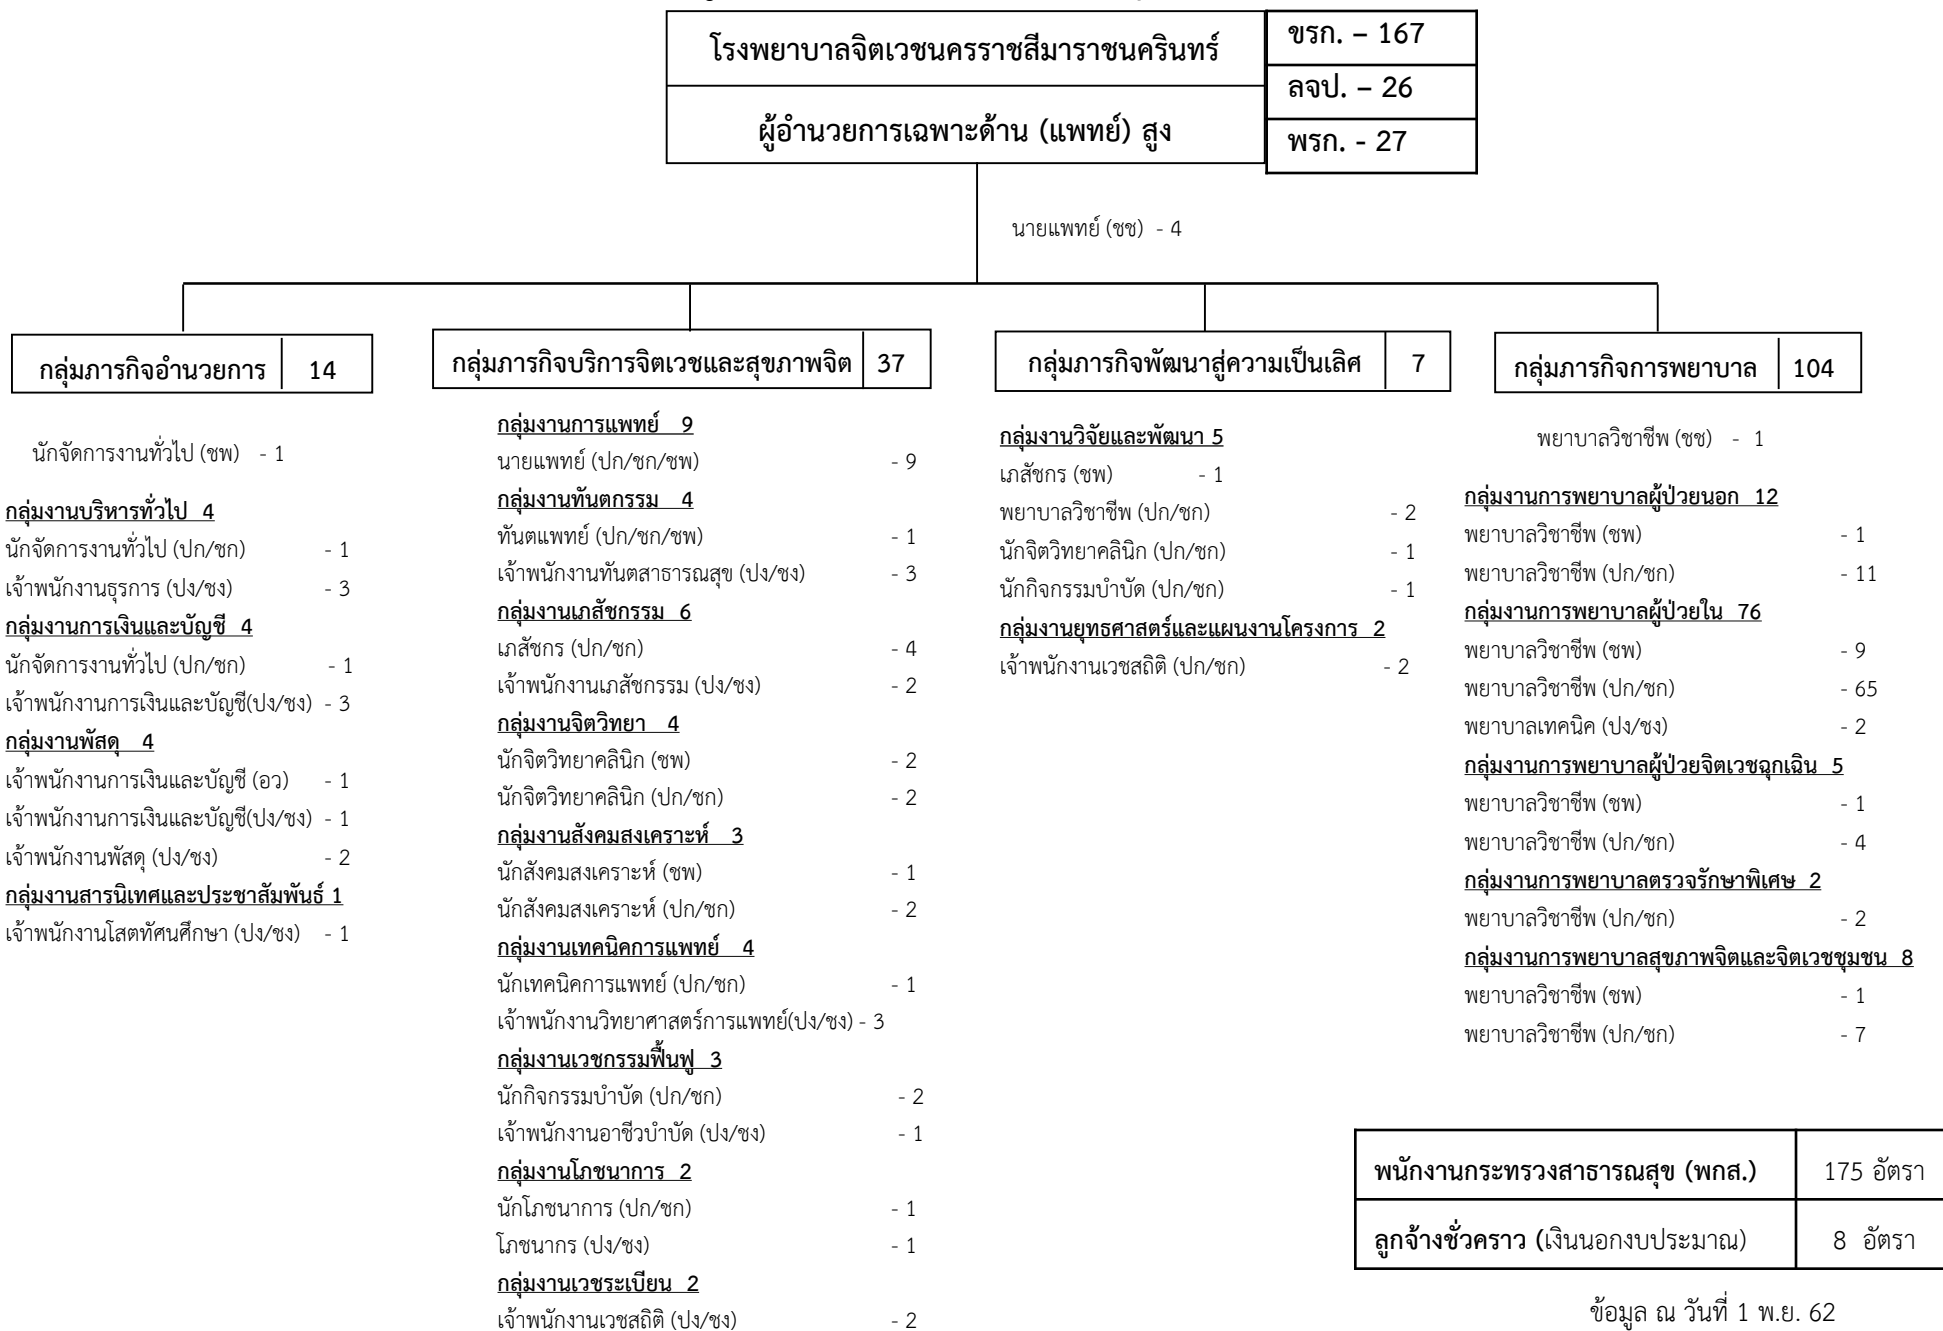 โรงพยาบาลจิตเวชนครราชสีมาราชนครินทร์
ผู้อำนวยการเฉพาะด้าน (แพทย์) สูง
ขรก. – 167
ลจป. – 26
พรก. - 27
นายแพทย์ (ชช) - 4
กลุ่มภารกิจอำนวยการ 14
นักจัดการงานทั่วไป (ชพ) - 1
กลุ่มงานบริหารทั่วไป 4
นักจัดการงานทั่วไป (ปก/ชก) - 1
เจ้าพนักงานธุรการ (ปง/ชง) - 3
กลุ่มงานการเงินและบัญชี 4
นักจัดการงานทั่วไป (ปก/ชก) - 1
เจ้าพนักงานการเงินและบัญชี(ปง/ชง) - 3
กลุ่มงานพัสดุ 4
เจ้าพนักงานการเงินและบัญชี (อว) - 1
เจ้าพนักงานการเงินและบัญชี(ปง/ชง) - 1
เจ้าพนักงานพัสดุ (ปง/ชง) - 2
กลุ่มงานสารนิเทศและประชาสัมพันธ์ 1
เจ้าพนักงานโสตทัศนศึกษา (ปง/ชง) - 1
กลุ่มภารกิจบริการจิตเวชและสุขภาพจิต 37
กลุ่มงานการแพทย์ 9
นายแพทย์ (ปก/ชก/ชพ) - 9
กลุ่มงานทันตกรรม 4
ทันตแพทย์ (ปก/ชก/ชพ) - 1
เจ้าพนักงานทันตสาธารณสุข (ปง/ชง) - 3
กลุ่มงานเภสัชกรรม 6
เภสัชกร (ปก/ชก) - 4
เจ้าพนักงานเภสัชกรรม (ปง/ชง) - 2
กลุ่มงานจิตวิทยา 4
นักจิตวิทยาคลินิก (ชพ) - 2
นักจิตวิทยาคลินิก (ปก/ชก) - 2
กลุ่มงานสังคมสงเคราะห์ 3
นักสังคมสงเคราะห์ (ชพ) - 1
นักสังคมสงเคราะห์ (ปก/ชก) - 2
กลุ่มงานเทคนิคการแพทย์ 4
นักเทคนิคการแพทย์ (ปก/ชก) - 1
เจ้าพนักงานวิทยาศาสตร์การแพทย์(ปง/ชง) - 3
กลุ่มงานเวชกรรมฟื้นฟู 3
นักกิจกรรมบำบัด (ปก/ชก) - 2
เจ้าพนักงานอาชีวบำบัด (ปง/ชง) - 1
กลุ่มงานโภชนาการ 2
นักโภชนาการ (ปก/ชก) - 1
โภชนากร (ปง/ชง) - 1
กลุ่มงานเวชระเบียน 2
เจ้าพนักงานเวชสถิติ (ปง/ชง) - 2
กลุ่มภารกิจพัฒนาสู่ความเป็นเลิศ 7
กลุ่มงานวิจัยและพัฒนา 5
เภสัชกร (ชพ) - 1
พยาบาลวิชาชีพ (ปก/ชก) - 2
นักจิตวิทยาคลินิก (ปก/ชก) - 1
นักกิจกรรมบำบัด (ปก/ชก) - 1
กลุ่มงานยุทธศาสตร์และแผนงานโครงการ 2
เจ้าพนักงานเวชสถิติ (ปก/ชก) - 2
กลุ่มภารกิจการพยาบาล 104
พยาบาลวิชาชีพ (ชช) - 1
กลุ่มงานการพยาบาลผู้ป่วยนอก 12
พยาบาลวิชาชีพ (ชพ) - 1
พยาบาลวิชาชีพ (ปก/ชก) - 11
กลุ่มงานการพยาบาลผู้ป่วยใน 76
พยาบาลวิชาชีพ (ชพ) - 9
พยาบาลวิชาชีพ (ปก/ชก) - 65
พยาบาลเทคนิค (ปง/ชง) - 2
กลุ่มงานการพยาบาลผู้ป่วยจิตเวชฉุกเฉิน 5
พยาบาลวิชาชีพ (ชพ) - 1
พยาบาลวิชาชีพ (ปก/ชก) - 4
กลุ่มงานการพยาบาลตรวจรักษาพิเศษ 2
พยาบาลวิชาชีพ (ปก/ชก) - 2
กลุ่มงานการพยาบาลสุขภาพจิตและจิตเวชชุมชน 8
พยาบาลวิชาชีพ (ชพ) - 1
พยาบาลวิชาชีพ (ปก/ชก) - 7
พนักงานกระทรวงสาธารณสุข (พกส.) 175 อัตรา
ลูกจ้างชั่วคราว (เงินนอกงบประมาณ) 8 อัตรา
ข้อมูล ณ วันที่ 1 พ.ย. 62